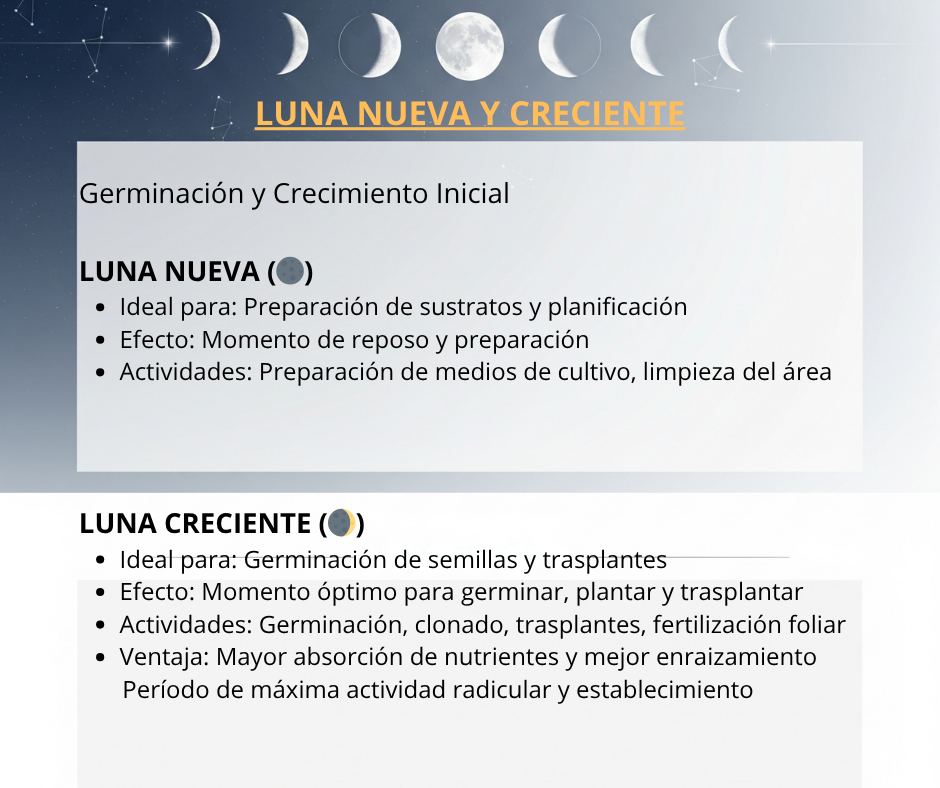 LUNA NUEVA Y CRECIENTE
Germinación y Crecimiento Inicial
LUNA NUEVA (🌑)
• Ideal para: Preparación de sustratos y planificación
• Efecto: Momento de reposo y preparación
• Actividades: Preparación de medios de cultivo, limpieza del área
LUNA CRECIENTE (🌒)
• Ideal para: Germinación de semillas y trasplantes
• Efecto: Momento óptimo para germinar, plantar y trasplantar
• Actividades: Germinación, clonado, trasplantes, fertilización foliar
• Ventaja: Mayor absorción de nutrientes y mejor enraizamiento
Período de máxima actividad radicular y establecimiento